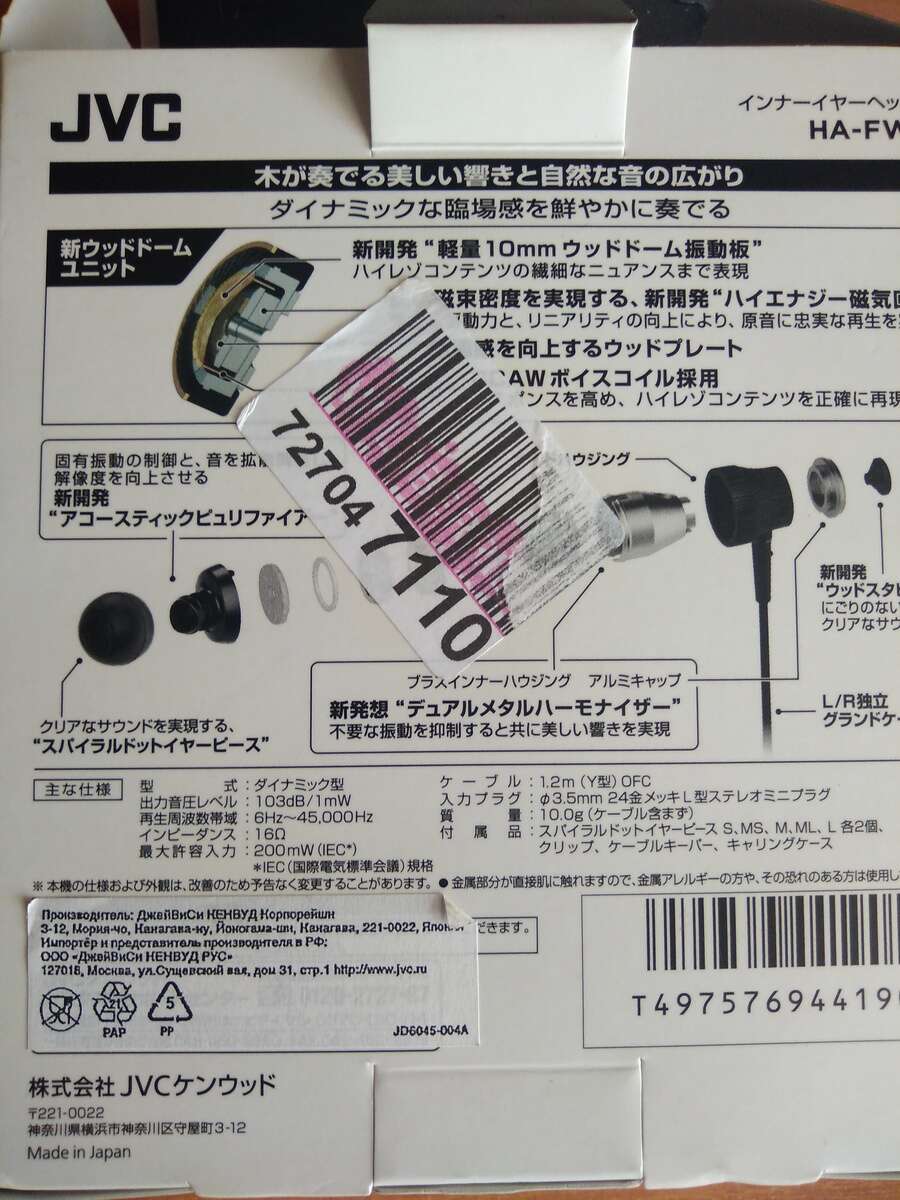 JVC
インナーイヤーヘッ
HA-FW
木が奏でる美しい響きと自然な音の広がり
ダイナミックな臨場感を鮮やかに奏でる
新ウッドドーム
ユニット
新開発“軽量10mmウッドドーム振動板”
ハイレゾコンテンツの繊細なニュアンスまで表現
磁束密度を実現する、新開発“ハイエナジー磁気回
動力と、リニアリティの向上により、原音に忠実な再生を
感を向上するウッドプレート
CAWボイスコイル採用
ンスを高め、ハイレゾコンテンツを正確に再現
固有振動の制御と、音を拡
解像度を向上させる
新開発
“アコースティックピュリファイア
72704 7110
ハウジング
新開発
“ウッドスタビ
にごりのない
クリアなサウ
ブラスインナーハウジング アルミキャップ
新発想“デュアルメタルハーモナイザー”
不要な振動を抑制すると共に美しい響きを実現
L/R独立
グランドケー
クリアなサウンドを実現する、
“スパイラルドットイヤーピース”
主な仕様
型 式：ダイナミック型
出力音圧レベル：103dB/1mW
再生周波数帯域：6Hz〜45,000Hz
インピーダンス：16Ω
最大許容入力：200mW（IEC*）
*IEC（国際電気標準会議）規格
ケーブル：1.2m（Y型）OFC
入力プラグ：φ3.5mm 24金メッキL型ステレオミニプラグ
質 量：10.0g（ケーブル含まず）
付属品：スパイラルドットイヤーピース S、MS、M、ML、L 各2個、
クリップ、ケーブルキーパー、キャリングケース
※本機の仕様および外観は、改善のため予告なく変更することがあります。 ●金属部分が直接肌に触れますので、金属アレルギーの方や、その恐れのある方は使用し
だきます。
Производитель: ДжейВиСи КЕНВУД Корпорейшн
3-12, Мория-чо, Канагава-ку, Йокогама-ши, Канагава, 221-0022, Япония
Импортёр и представитель производителя в РФ:
ООО «ДжейВиСи КЕНВУД РУС»
127018, Москва, ул.Сущевский вал, дом 31, стр.1 http://www.jvc.ru
21
PAP
5
PP
JD6045-004A
T497576944190
株式会社JVCケンウッド
〒221-0022
神奈川県横浜市神奈川区守屋町3-12
Made in Japan